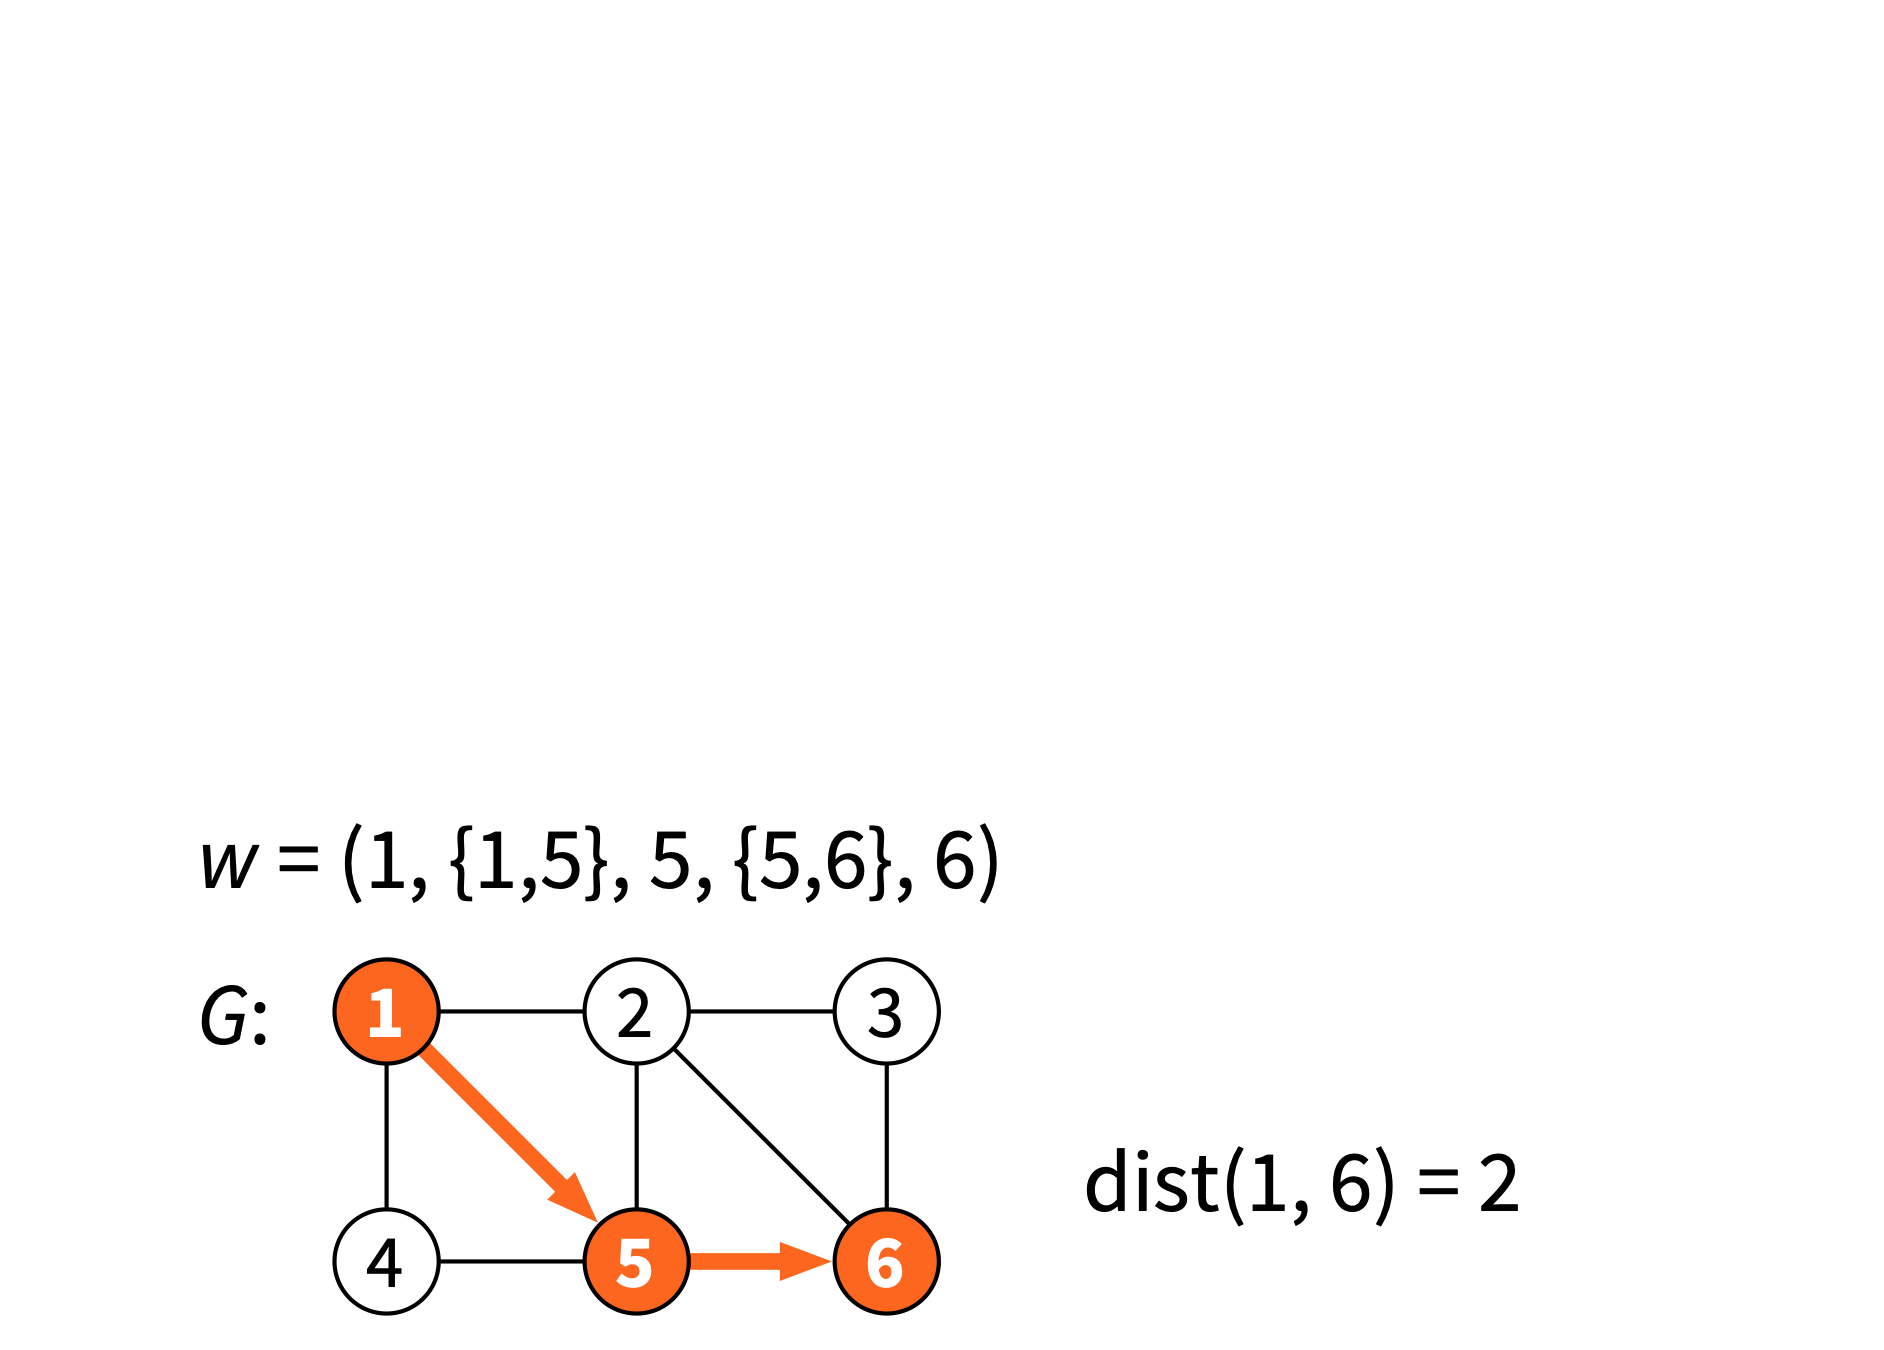 w = (1, {1,5}, 5, {5,6}, 6)
G:
1 2 3
4 5 6
dist(1, 6) = 2